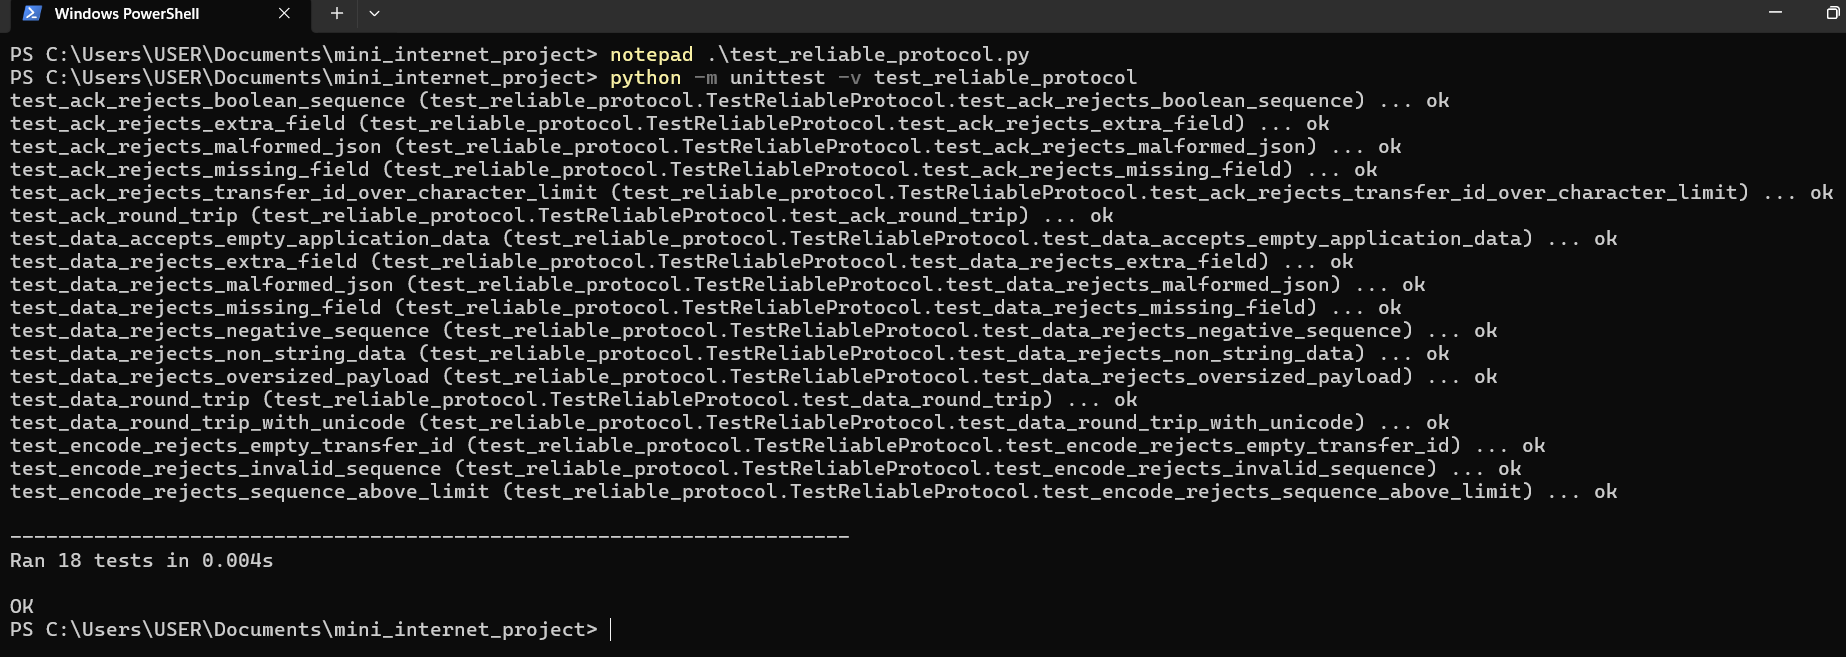 Windows PowerShell
PS C:\Users\USER\Documents\mini_internet_project> notepad .\test_reliable_protocol.py
PS C:\Users\USER\Documents\mini_internet_project> python -m unittest -v test_reliable_protocol
test_ack_rejects_boolean_sequence (test_reliable_protocol.TestReliableProtocol.test_ack_rejects_boolean_sequence) ... ok
test_ack_rejects_extra_field (test_reliable_protocol.TestReliableProtocol.test_ack_rejects_extra_field) ... ok
test_ack_rejects_malformed_json (test_reliable_protocol.TestReliableProtocol.test_ack_rejects_malformed_json) ... ok
test_ack_rejects_missing_field (test_reliable_protocol.TestReliableProtocol.test_ack_rejects_missing_field) ... ok
test_ack_rejects_transfer_id_over_character_limit (test_reliable_protocol.TestReliableProtocol.test_ack_rejects_transfer_id_over_character_limit) ... ok
test_ack_round_trip (test_reliable_protocol.TestReliableProtocol.test_ack_round_trip) ... ok
test_data_accepts_empty_application_data (test_reliable_protocol.TestReliableProtocol.test_data_accepts_empty_application_data) ... ok
test_data_rejects_extra_field (test_reliable_protocol.TestReliableProtocol.test_data_rejects_extra_field) ... ok
test_data_rejects_malformed_json (test_reliable_protocol.TestReliableProtocol.test_data_rejects_malformed_json) ... ok
test_data_rejects_missing_field (test_reliable_protocol.TestReliableProtocol.test_data_rejects_missing_field) ... ok
test_data_rejects_negative_sequence (test_reliable_protocol.TestReliableProtocol.test_data_rejects_negative_sequence) ... ok
test_data_rejects_non_string_data (test_reliable_protocol.TestReliableProtocol.test_data_rejects_non_string_data) ... ok
test_data_rejects_oversized_payload (test_reliable_protocol.TestReliableProtocol.test_data_rejects_oversized_payload) ... ok
test_data_round_trip (test_reliable_protocol.TestReliableProtocol.test_data_round_trip) ... ok
test_data_round_trip_with_unicode (test_reliable_protocol.TestReliableProtocol.test_data_round_trip_with_unicode) ... ok
test_encode_rejects_empty_transfer_id (test_reliable_protocol.TestReliableProtocol.test_encode_rejects_empty_transfer_id) ... ok
test_encode_rejects_invalid_sequence (test_reliable_protocol.TestReliableProtocol.test_encode_rejects_invalid_sequence) ... ok
test_encode_rejects_sequence_above_limit (test_reliable_protocol.TestReliableProtocol.test_encode_rejects_sequence_above_limit) ... ok
----------------------------------------------------------------------
Ran 18 tests in 0.004s
OK
PS C:\Users\USER\Documents\mini_internet_project>